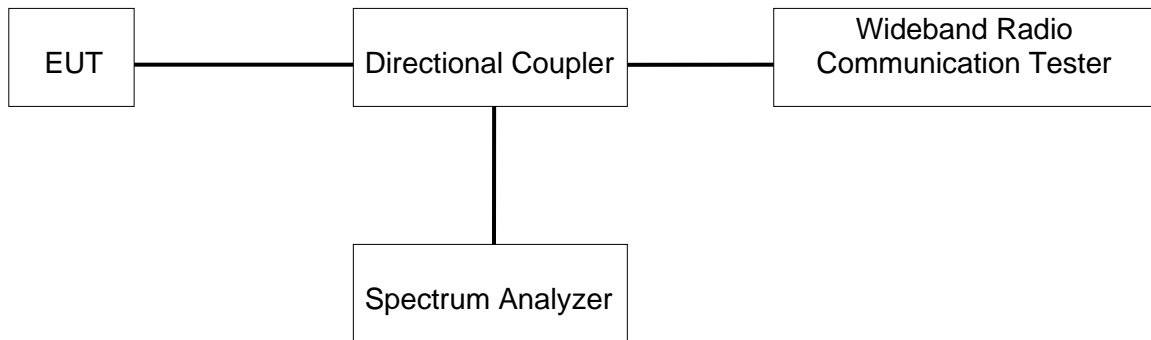 EUT
Directional Coupler
Wideband Radio
Communication Tester
Spectrum Analyzer